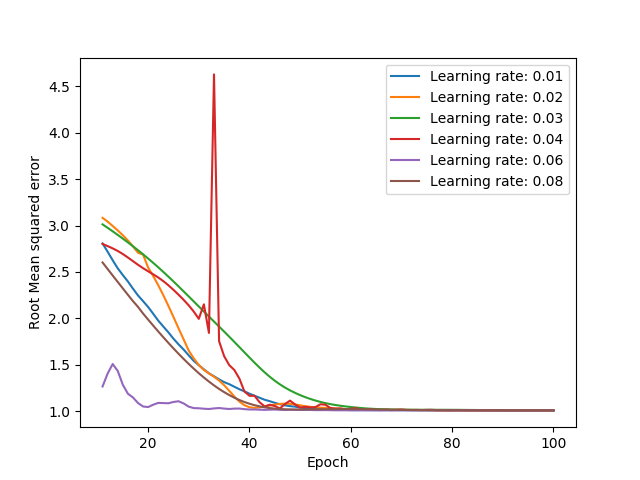 Learning rate: 0.01
Learning rate: 0.02
Learning rate: 0.03
Learning rate: 0.04
Learning rate: 0.06
Learning rate: 0.08
Root Mean squared error
4.5
4.0
3.5
3.0
2.5
2.0
1.5
1.0
20
40
60
80
100
Epoch